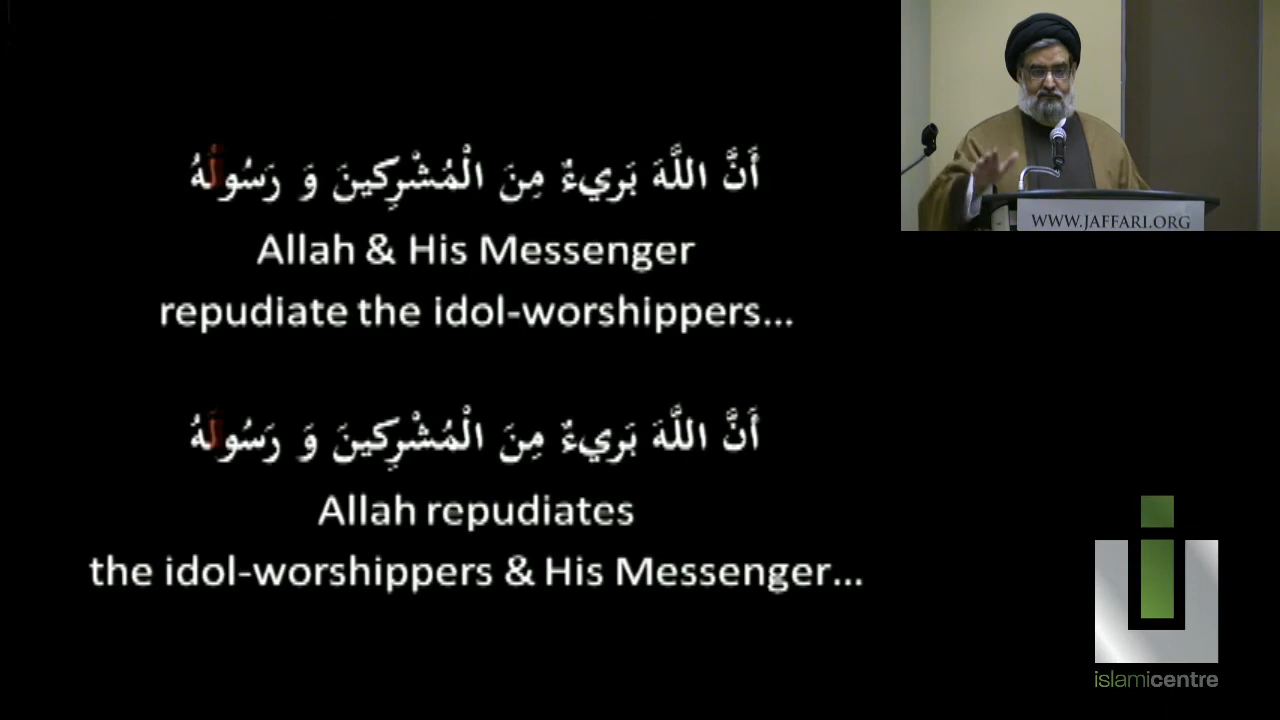 أَنَّ اللَّهَ بَرِيءٌ مِنَ الْمُشْرِكِينَ وَ رَسُولُهُ
Allah & His Messenger
repudiate the idol-worshippers...
أَنَّ اللَّهَ بَرِيءٌ مِنَ الْمُشْرِكِينَ وَ رَسُولَهُ
Allah repudiates
the idol-worshippers & His Messenger...
WWW.JAFFARI.ORG
islamicentre